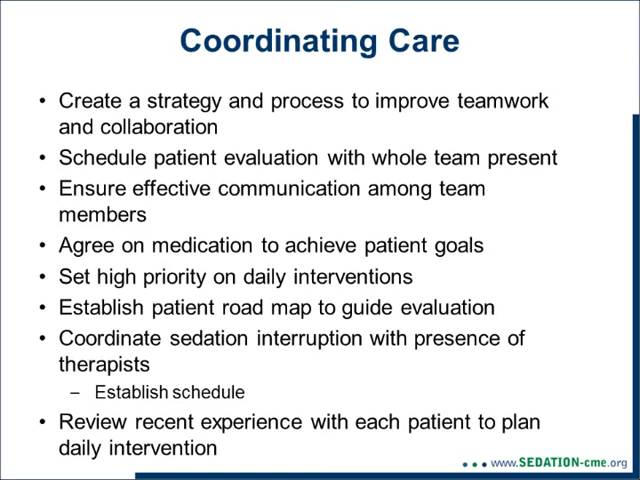 Coordinating Care
• Create a strategy and process to improve teamwork
and collaboration
• Schedule patient evaluation with whole team present
• Ensure effective communication among team
members
• Agree on medication to achieve patient goals
• Set high priority on daily interventions
• Establish patient road map to guide evaluation
• Coordinate sedation interruption with presence of
therapists
– Establish schedule
• Review recent experience with each patient to plan
daily intervention
www.SEDATION-cme.org